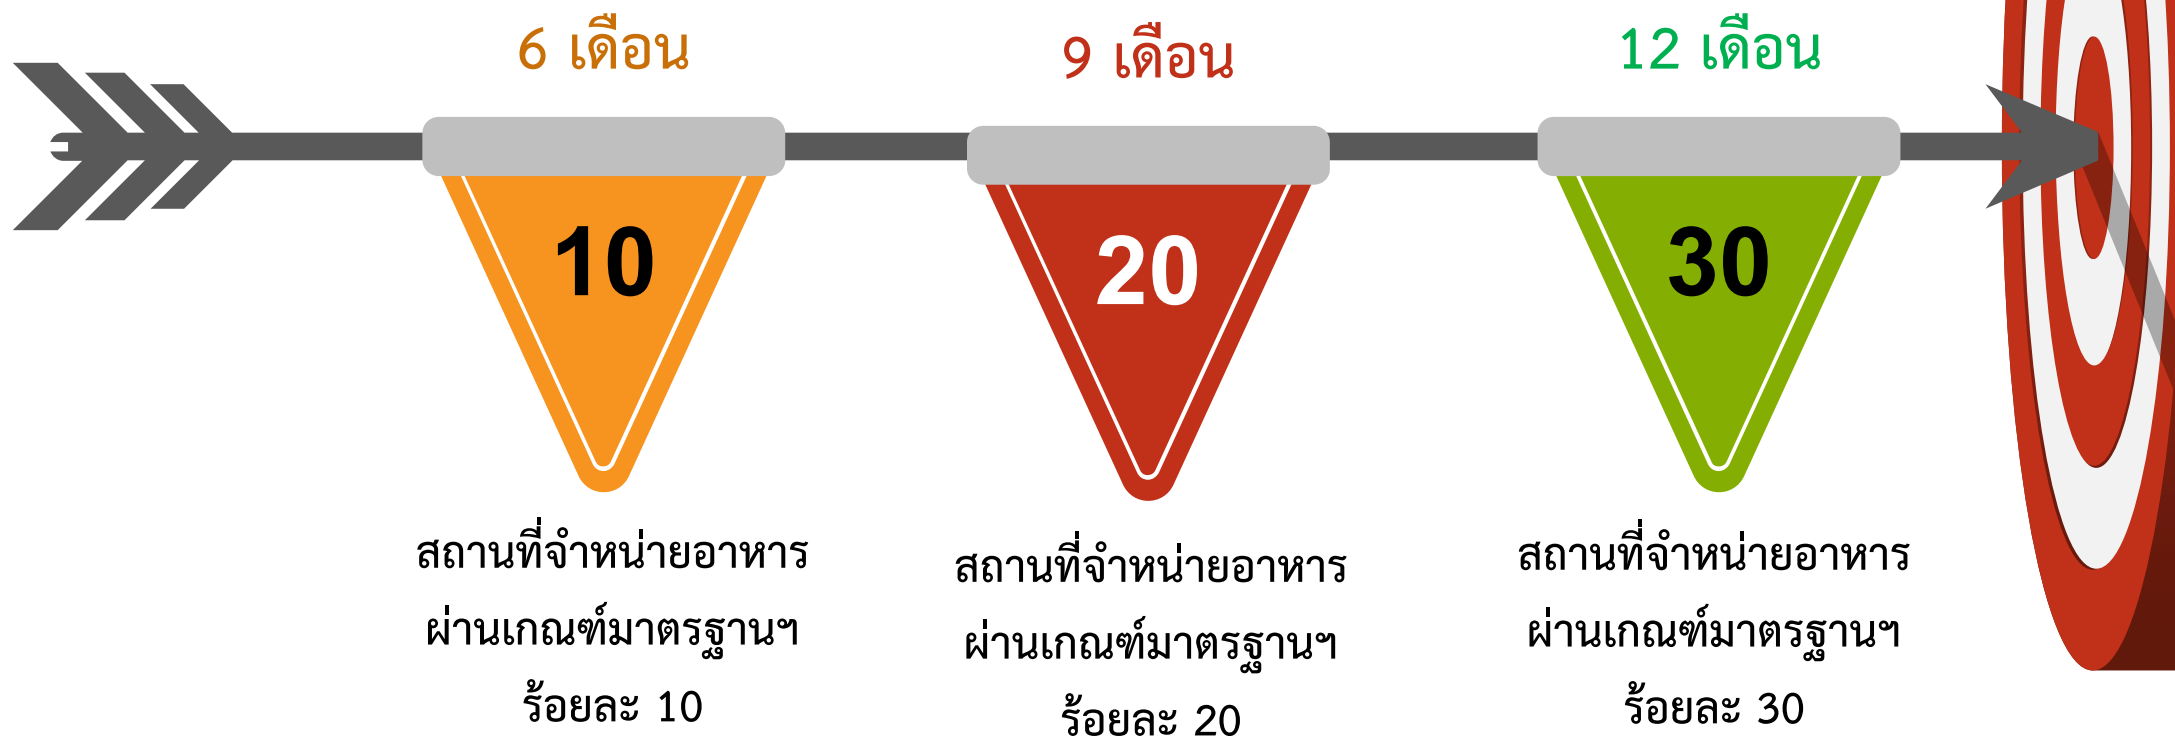 6 เดือน
10
สถานที่จำหน่ายอาหาร
ผ่านเกณฑ์มาตรฐานฯ
ร้อยละ 10
9 เดือน
20
สถานที่จำหน่ายอาหาร
ผ่านเกณฑ์มาตรฐานฯ
ร้อยละ 20
12 เดือน
30
สถานที่จำหน่ายอาหาร
ผ่านเกณฑ์มาตรฐานฯ
ร้อยละ 30